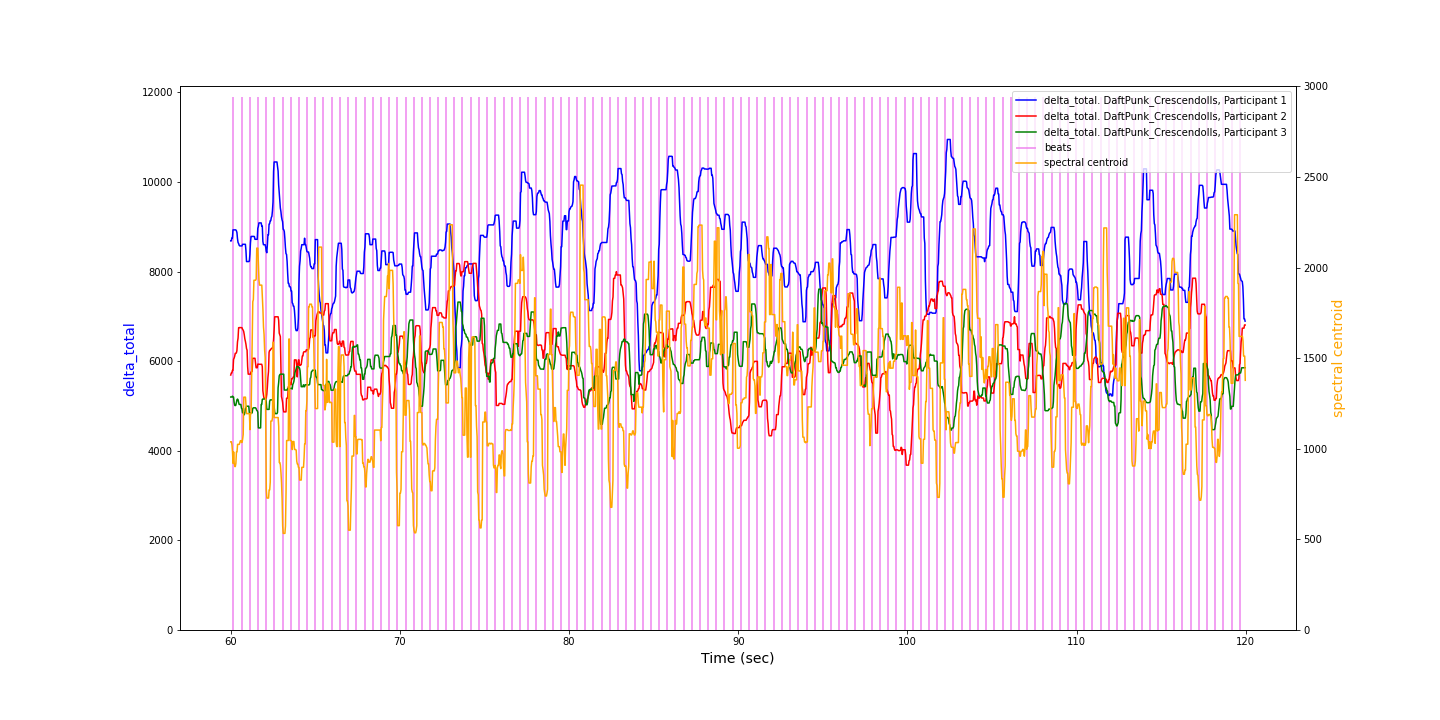 delta_total. DaftPunk_Crescendolls, Participant 1
delta_total. DaftPunk_Crescendolls, Participant 2
delta_total. DaftPunk_Crescendolls, Participant 3
beats
spectral centroid
12000
10000
8000
6000
4000
2000
0
delta_total
3000
2500
2000
1500
1000
500
0
spectral centroid
60
70
80
90
100
110
120
Time (sec)